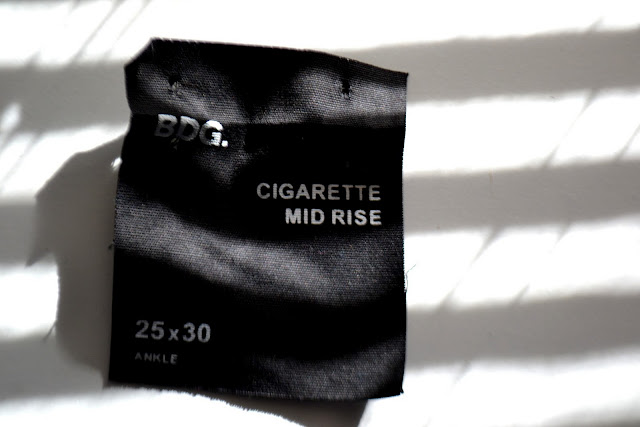 BDG.
CIGARETTE
MID RISE
25x30
ANKLE